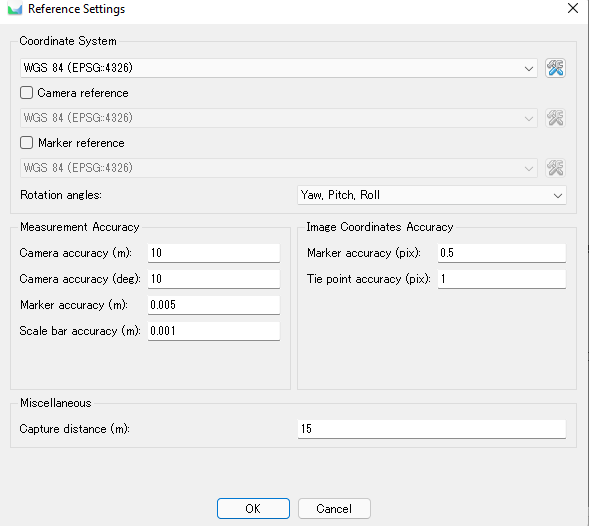 Reference Settings
Coordinate System
WGS 84 (EPSG::4326)
Camera reference
WGS 84 (EPSG::4326)
Marker reference
WGS 84 (EPSG::4326)
Rotation angles: Yaw, Pitch, Roll
Measurement Accuracy
Camera accuracy (m): 10
Camera accuracy (deg): 10
Marker accuracy (m): 0.005
Scale bar accuracy (m): 0.001
Image Coordinates Accuracy
Marker accuracy (pix): 0.5
Tie point accuracy (pix): 1
Miscellaneous
Capture distance (m): 15
OK Cancel